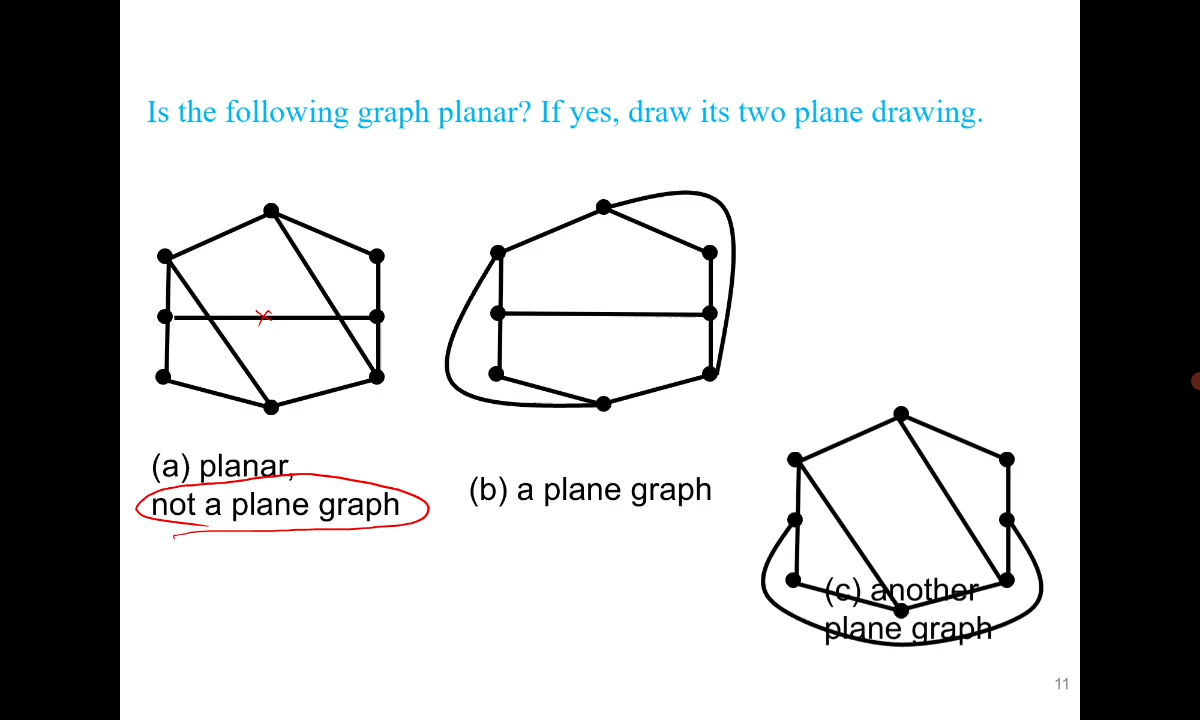 Is the following graph planar? If yes, draw its two plane drawing.
(a) planar,
not a plane graph
(b) a plane graph
(c) another
plane graph
11